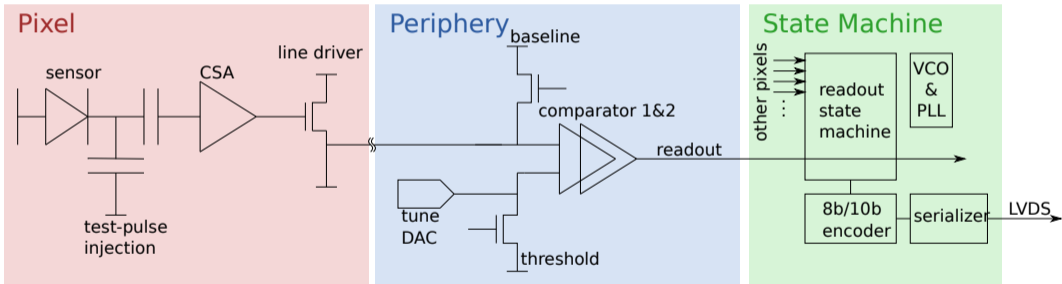 Pixel
sensor
CSA
line driver
test-pulse
injection
Periphery
baseline
comparator 1&2
readout
tune
DAC
threshold
State Machine
other pixels
...
readout
state
machine
VCO
&
PLL
8b/10b
encoder
serializer
LVDS